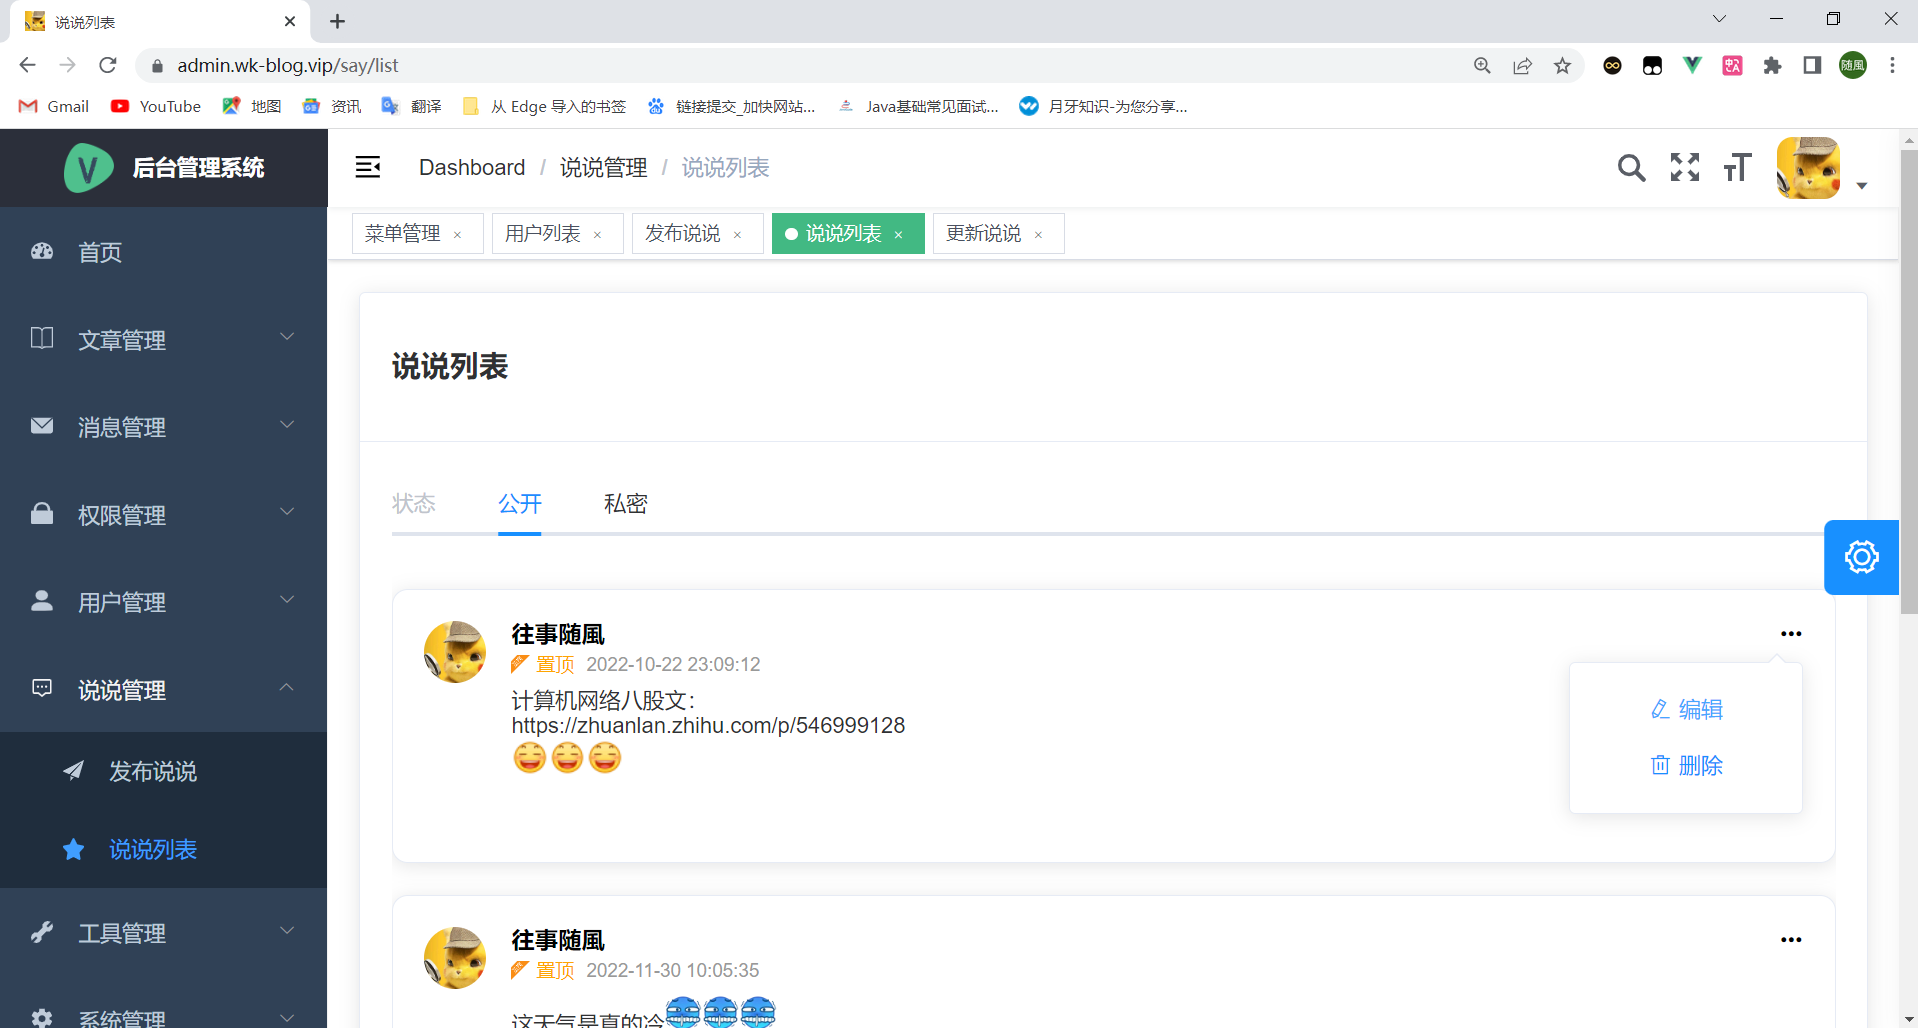 说说列表
admin.wk-blog.vip/say/list
随風
Gmail
YouTube
地图
资讯
翻译
从 Edge 导入的书签
链接提交_加快网站...
Java基础常见面试...
月牙知识-为您分享...
V
后台管理系统
Dashboard / 说说管理 / 说说列表
菜单管理 ×
用户列表 ×
发布说说 ×
说说列表 ×
更新说说 ×
首页
文章管理
消息管理
权限管理
用户管理
说说管理
发布说说
说说列表
工具管理
系统管理
说说列表
状态
公开
私密
往事随風
置顶 2022-10-22 23:09:12
计算机网络八股文：
https://zhuanlan.zhihu.com/p/546999128
编辑
删除
往事随風
置顶 2022-11-30 10:05:35
这天气是真的冷